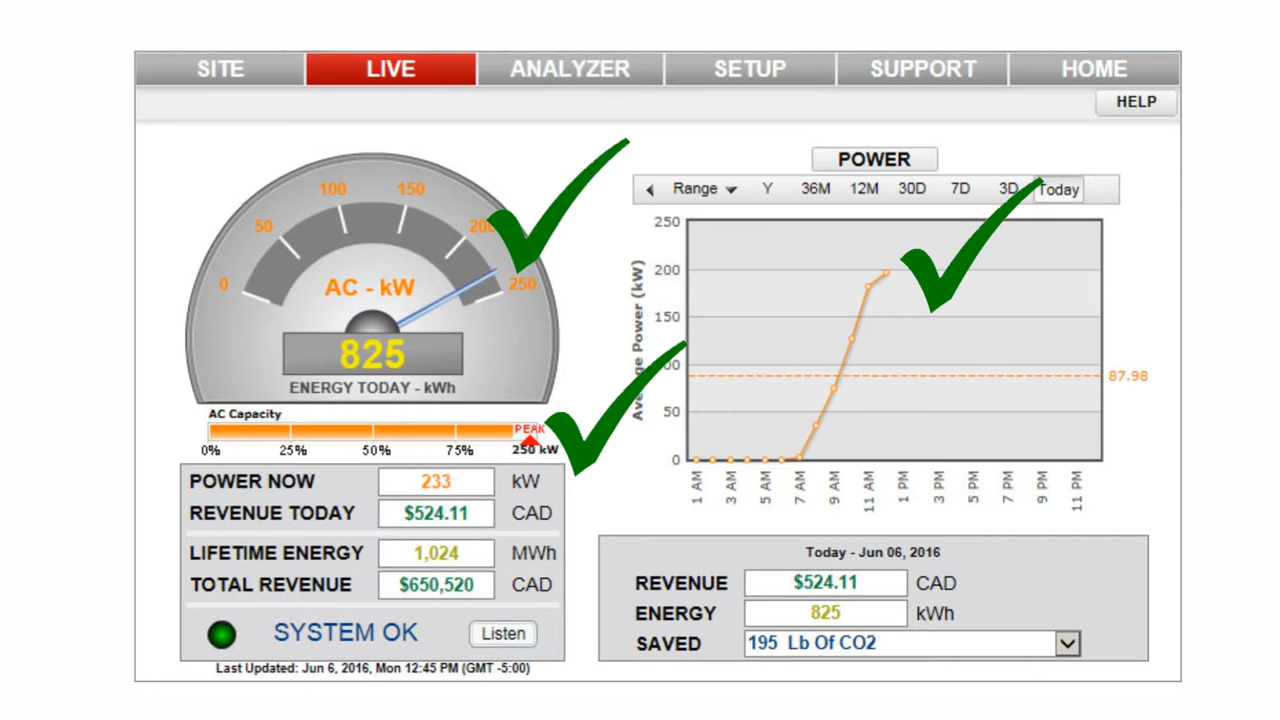 SITE LIVE ANALYZER SETUP SUPPORT HOME
HELP
0 50 100 150 200 250
AC - kW
825
ENERGY TODAY - kWh
AC Capacity
PEAK
0% 25% 50% 75% 250 kW
POWER NOW 233 kW
REVENUE TODAY $524.11 CAD
LIFETIME ENERGY 1,024 MWh
TOTAL REVENUE $650,520 CAD
SYSTEM OK Listen
Last Updated: Jun 6, 2016, Mon 12:45 PM (GMT -5:00)
POWER
Range Y 36M 12M 30D 7D 3D Today
Average Power (kW)
250
200
150
100
50
0
87.98
1 AM 3 AM 5 AM 7 AM 9 AM 11 AM 1 PM 3 PM 5 PM 7 PM 9 PM 11 PM
Today - Jun 06, 2016
REVENUE $524.11 CAD
ENERGY 825 kWh
SAVED 195 Lb Of CO2